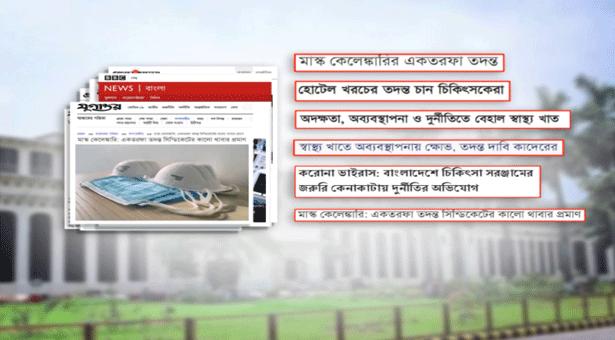 BBC
NEWS | বাংলা
যুগান্তর
মাস্ক কেলেঙ্কারি: একতরফা তদন্ত সিন্ডিকেটের কালো থাবার প্রমাণ
মাস্ক কেলেঙ্কারির একতরফা তদন্ত
হোটেল খরচের তদন্ত চান চিকিৎসকেরা
অদক্ষতা, অব্যবস্থাপনা ও দুর্নীতিতে বেহাল স্বাস্থ্য খাত
স্বাস্থ্য খাতে অব্যবস্থাপনায় ক্ষোভ, তদন্ত দাবি কাদেরের
করোনা ভাইরাস: বাংলাদেশে চিকিৎসা সরঞ্জামের
জরুরি কেনাকাটায় দুর্নীতির অভিযোগ
মাস্ক কেলেঙ্কারি: একতরফা তদন্ত সিন্ডিকেটের কালো থাবার প্রমাণ